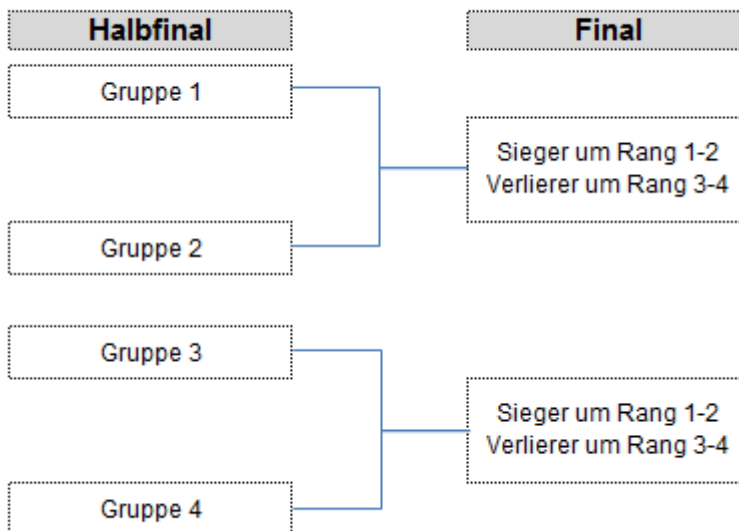 Halbfinal
Final
Gruppe 1
Sieger um Rang 1-2
Verlierer um Rang 3-4
Gruppe 2
Gruppe 3
Sieger um Rang 1-2
Verlierer um Rang 3-4
Gruppe 4